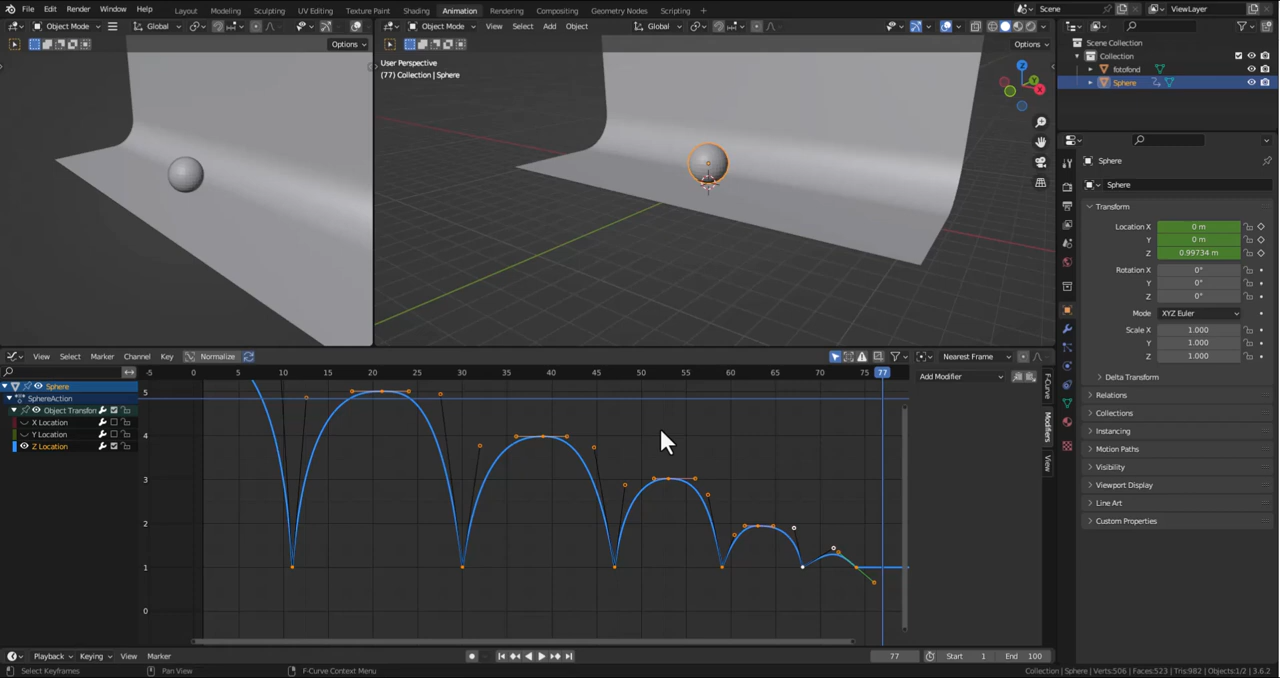 File Edit Render Window Help Layout Modeling Sculpting UV Editing Texture Paint Shading Animation Rendering Compositing Geometry Nodes Scripting Scene ViewLayer
Object Mode Global Object Mode View Select Add Object Global
Options Options
Scene Collection
Collection
fotofond
Sphere
User Perspective
(77) Collection | Sphere
Z
Y
X
Sphere
Sphere
Transform
Location X 0 m
Y 0 m
Z 0.99734 m
Rotation X 0°
Y 0°
Z 0°
Mode XYZ Euler
Scale X 1.000
Y 1.000
Z 1.000
Delta Transform
Relations
Collections
Constraining
Motion Paths
Visibility
Viewport Display
Line Art
Custom Properties
View Select Marker Channel Key Normalize Nearest Frame
-5 0 5 10 15 20 25 30 35 40 45 50 55 60 65 70 75 77
Sphere
SphereAction
Object Transform
X Location
Y Location
Z Location
5
4
3
2
1
0
Add Modifier
F-Curve
Modifiers
View
Playback Keying View Marker 77 Start 1 End 100
Select Keyframes Pan View F-Curve Context Menu Collection | Sphere | Verts:506 | Faces:523 | Tris:982 | Objects:1/2 | 3.6.2